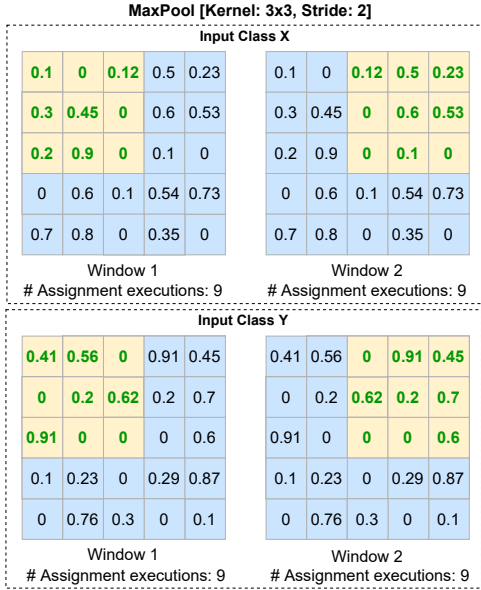 MaxPool [Kernel: 3x3, Stride: 2]
Input Class X
0.1 0 0.12 0.5 0.23
0.3 0.45 0 0.6 0.53
0.2 0.9 0 0.1 0
0 0.6 0.1 0.54 0.73
0.7 0.8 0 0.35 0
Window 1
# Assignment executions: 9
0.1 0 0.12 0.5 0.23
0.3 0.45 0 0.6 0.53
0.2 0.9 0 0.1 0
0 0.6 0.1 0.54 0.73
0.7 0.8 0 0.35 0
Window 2
# Assignment executions: 9
Input Class Y
0.41 0.56 0 0.91 0.45
0 0.2 0.62 0.2 0.7
0.91 0 0 0 0.6
0.1 0.23 0 0.29 0.87
0 0.76 0.3 0 0.1
Window 1
# Assignment executions: 9
0.41 0.56 0 0.91 0.45
0 0.2 0.62 0.2 0.7
0.91 0 0 0 0.6
0.1 0.23 0 0.29 0.87
0 0.76 0.3 0 0.1
Window 2
# Assignment executions: 9